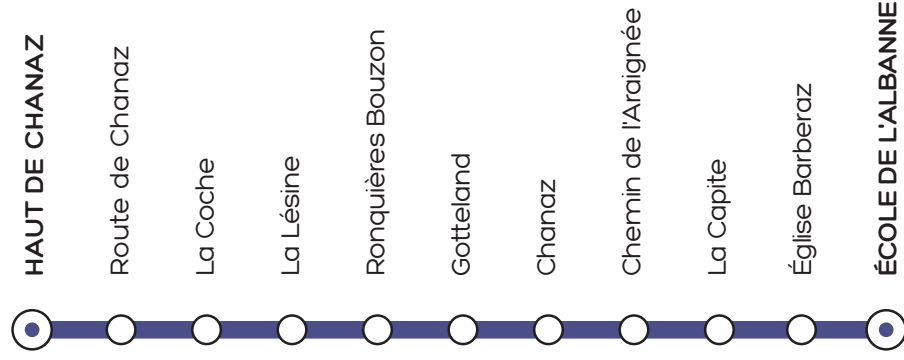 HAUT DE CHANAZ
Route de Chanaz
La Coche
La Lésine
Ronquières Bouzon
Gotteland
Chanaz
Chemin de l'Araignée
La Capite
Église Barberaz
ÉCOLE DE L'ALBANNE